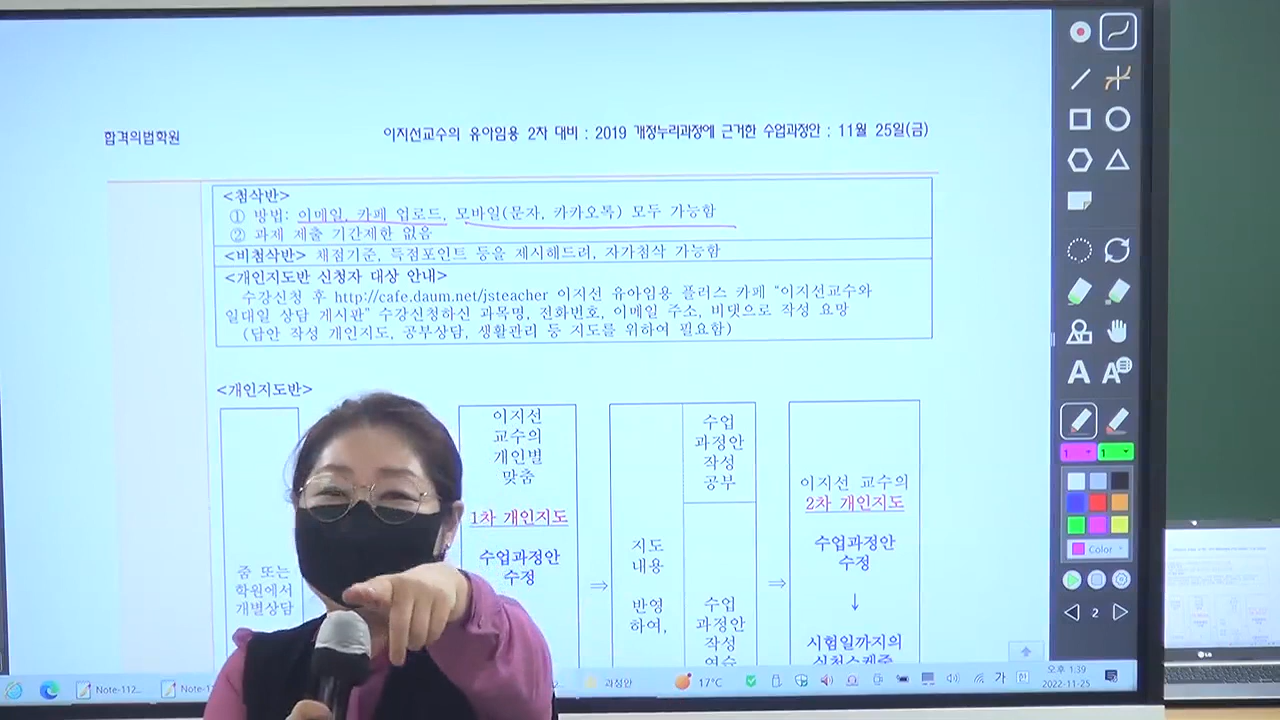 합격의법학원
이지선교수의 유아임용 2차 대비 : 2019 개정누리과정에 근거한 수업과정안 : 11월 25일(금)
<첨삭반>
① 방법: 이메일, 카페 업로드, 모바일(문자, 카카오톡) 모두 가능함
② 과제 제출 기간제한 없음
<비첨삭반> 채점기준, 득점포인트 등을 제시해드려, 자가첨삭 가능함
<개인지도반 신청자 대상 안내>
수강신청 후 http://cafe.daum.net/jsteacher 이지선 유아임용 플러스 카페 "이지선교수와
일대일 상담 게시판" 수강신청하신 과목명, 전화번호, 이메일 주소, 비댓으로 작성 요망
(답안 작성 개인지도, 공부상담, 생활관리 등 지도를 위하여 필요함)
<개인지도반>
줌 또는
학원에서
개별상담
이지선
교수의
개인별
맞춤
1차 개인지도
수업과정안
수정
⇒
지도
내용
반영
하여,
수업
과정안
작성
공부
수업
과정안
작성
연습
⇒
이지선 교수의
2차 개인지도
수업과정안
수정
↓
시험일까지의
A
A
1
1
Color
2
Note-112...
Note-1
과정안
17°C
가
오후 1:39
2022-11-25
LG